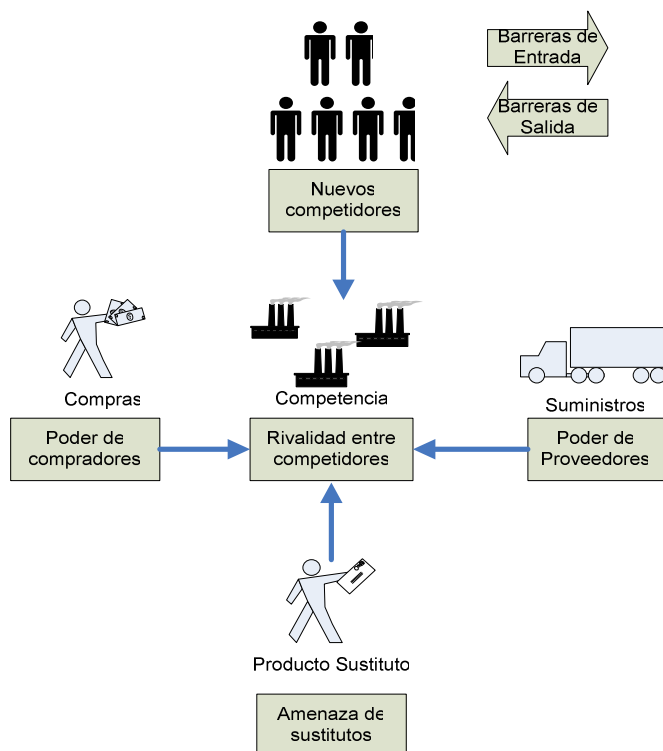 Barreras de
Entrada
Barreras de
Salida
Nuevos
competidores
Compras
Competencia
Suministros
Poder de
compradores
Rivalidad entre
competidores
Poder de
Proveedores
Producto Sustituto
Amenaza de
sustitutos